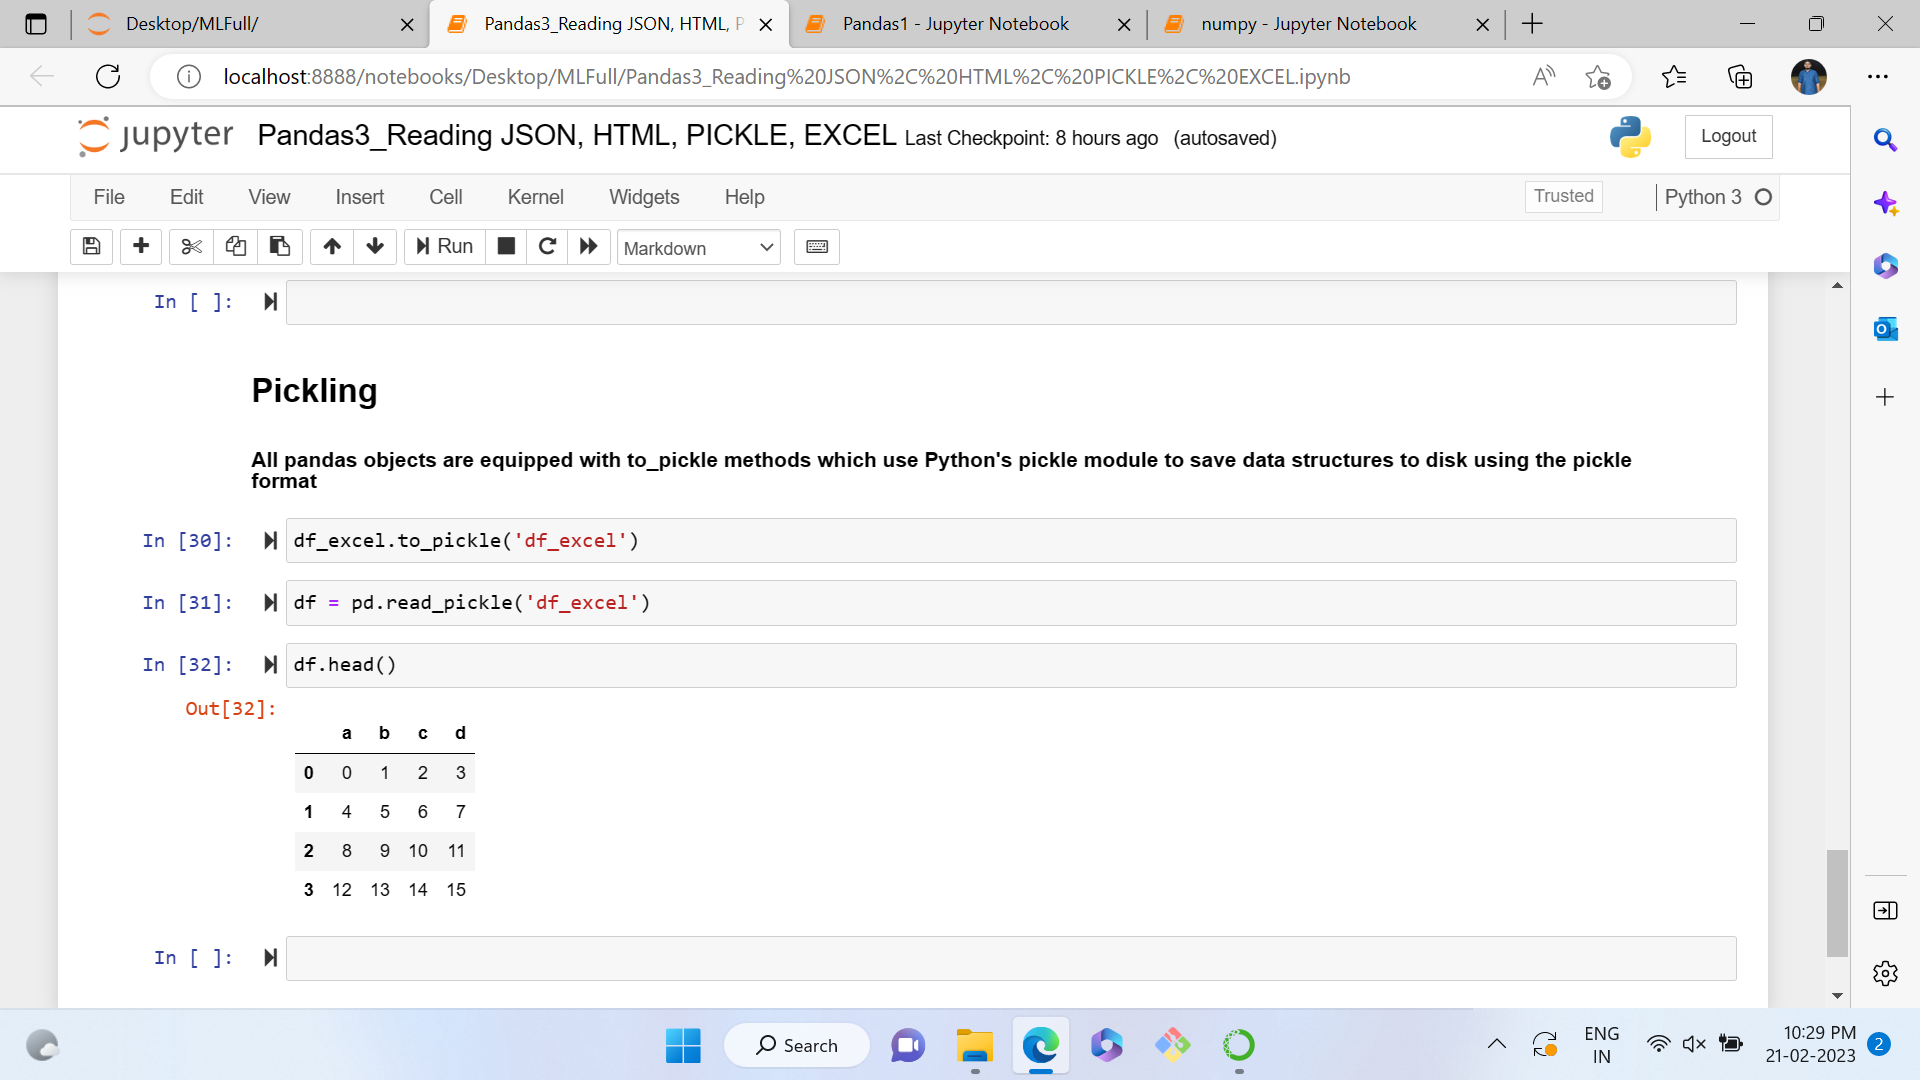 Desktop/MLFull/
Pandas3_Reading JSON, HTML, P
Pandas1 - Jupyter Notebook
numpy - Jupyter Notebook
localhost:8888/notebooks/Desktop/MLFull/Pandas3_Reading%20JSON%2C%20HTML%2C%20PICKLE%2C%20EXCEL.ipynb
jupyter Pandas3_Reading JSON, HTML, PICKLE, EXCEL Last Checkpoint: 8 hours ago (autosaved)
Logout
File Edit View Insert Cell Kernel Widgets Help
Trusted
Python 3
Run
Markdown
In [ ]:
Pickling
All pandas objects are equipped with to_pickle methods which use Python's pickle module to save data structures to disk using the pickle
format
In [30]: df_excel.to_pickle('df_excel')
In [31]: df = pd.read_pickle('df_excel')
In [32]: df.head()
Out[32]:
a b c d
0 0 1 2 3
1 4 5 6 7
2 8 9 10 11
3 12 13 14 15
In [ ]:
Search
ENG
IN
10:29 PM
21-02-2023
2